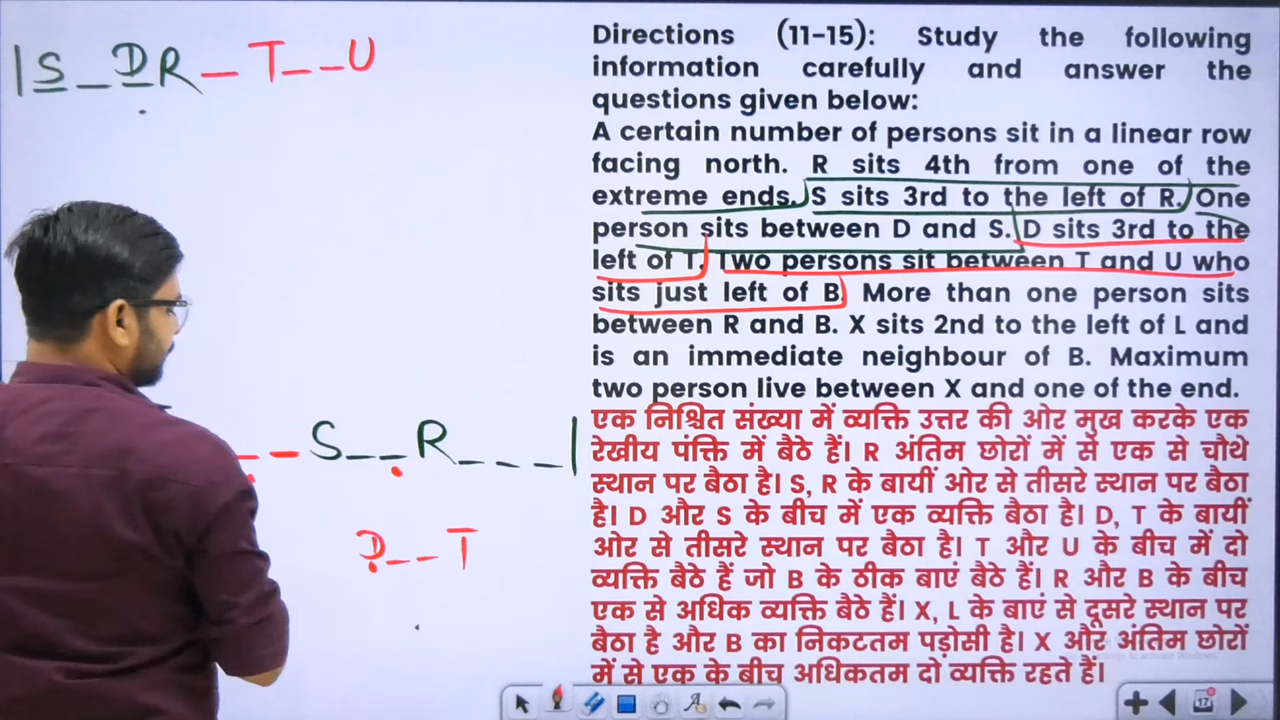 |S _ D R _ T _ _ U
Directions (11-15): Study the following
information carefully and answer the
questions given below:
A certain number of persons sit in a linear row
facing north. R sits 4th from one of the
extreme ends. S sits 3rd to the left of R. One
person sits between D and S. D sits 3rd to the
left of T. Two persons sit between T and U who
sits just left of B. More than one person sits
between R and B. X sits 2nd to the left of L and
is an immediate neighbour of B. Maximum
two person live between X and one of the end.
एक निश्चित संख्या में व्यक्ति उत्तर की ओर मुख करके एक
रेखीय पंक्ति में बैठे हैं। R अंतिम छोरों में से एक से चौथे
स्थान पर बैठा है। S, R के बायीं ओर से तीसरे स्थान पर बैठा
है। D और S के बीच में एक व्यक्ति बैठा है। D, T के बायीं
ओर से तीसरे स्थान पर बैठा है। T और U के बीच में दो
व्यक्ति बैठे हैं जो B के ठीक बाएं बैठे हैं। R और B के बीच
एक से अधिक व्यक्ति बैठे हैं। X, L के बाएं से दूसरे स्थान पर
बैठा है और B का निकटतम पड़ोसी है। X और अंतिम छोरों
में से एक के बीच अधिकतम दो व्यक्ति रहते हैं।
_ _ S _ _ R _ _ _ |
D _ _ T
17